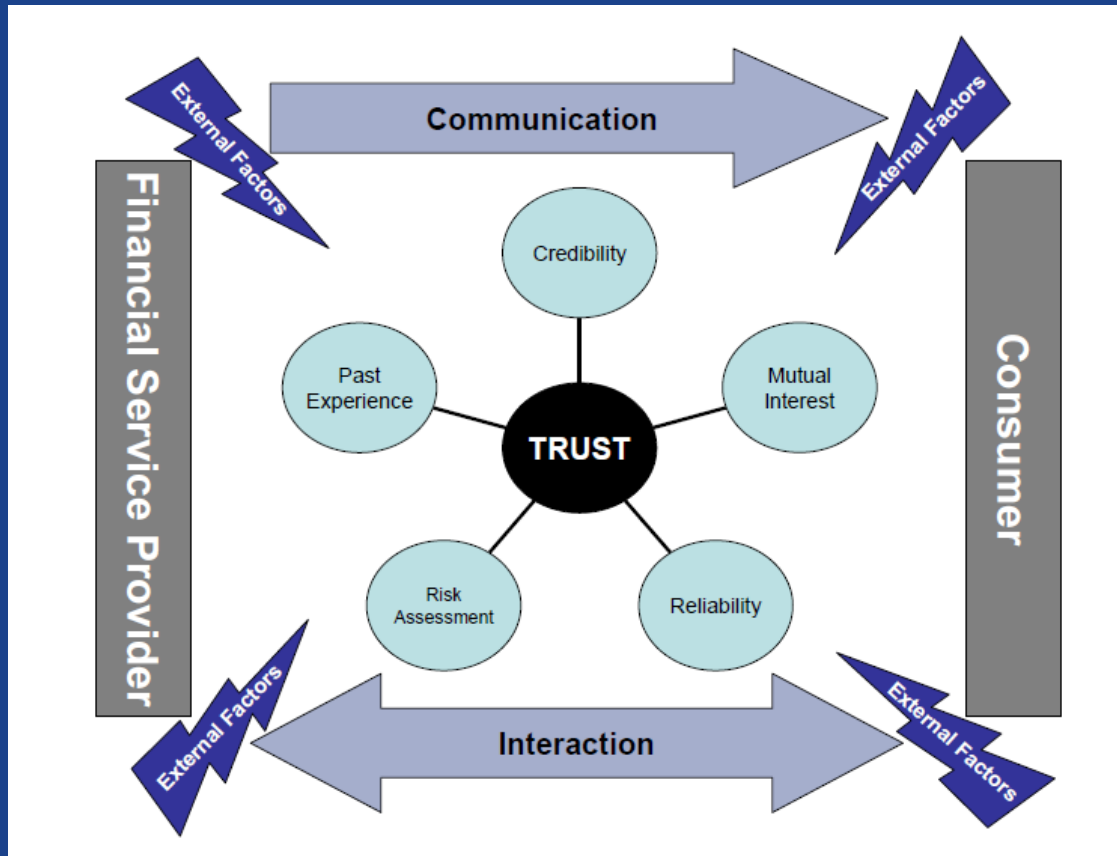 External Factors
Communication
External Factors
Financial Service Provider
Credibility
Past
Experience
Mutual
Interest
TRUST
Consumer
Risk
Assessment
Reliability
External Factors
Interaction
External Factors